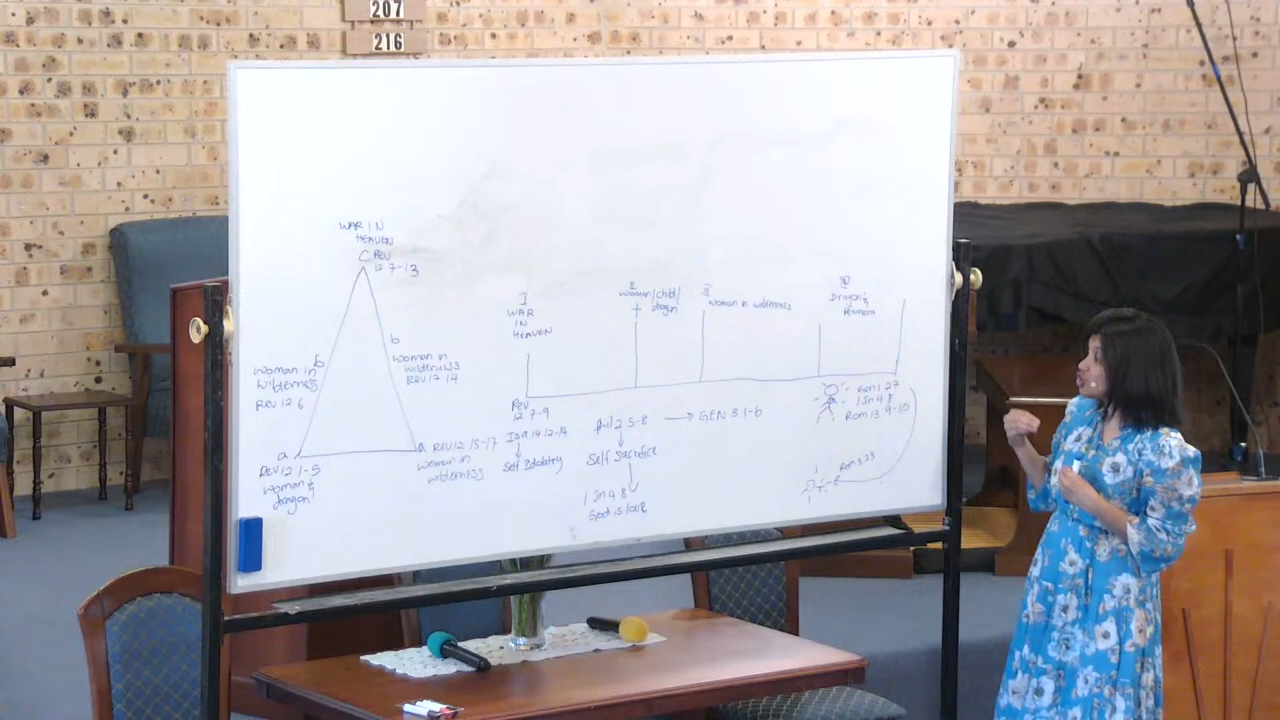 207
216
WAR IN
HEAVEN
C REV
12 7-13
b
woman in
wilderness
Rev 12 6
b
woman in
wilderness
Rev 12 14
a
Rev 12 1-5
woman &
dragon
a Rev 12 15-17
woman in
wilderness
I
WAR
IN
HEAVEN
II
woman/child/
dragon
III
woman in wilderness
IV
Dragon &
Rev
12 7-9
Isa 14 12-14
Self Idolatry
Phil 2 5-8
GEN 3 1-6
Self Sacrifice
1 Jn 4 8
God is love
Gen 1 27
1 Jn 4 8
Rom 13 9-10
Rom 3 23